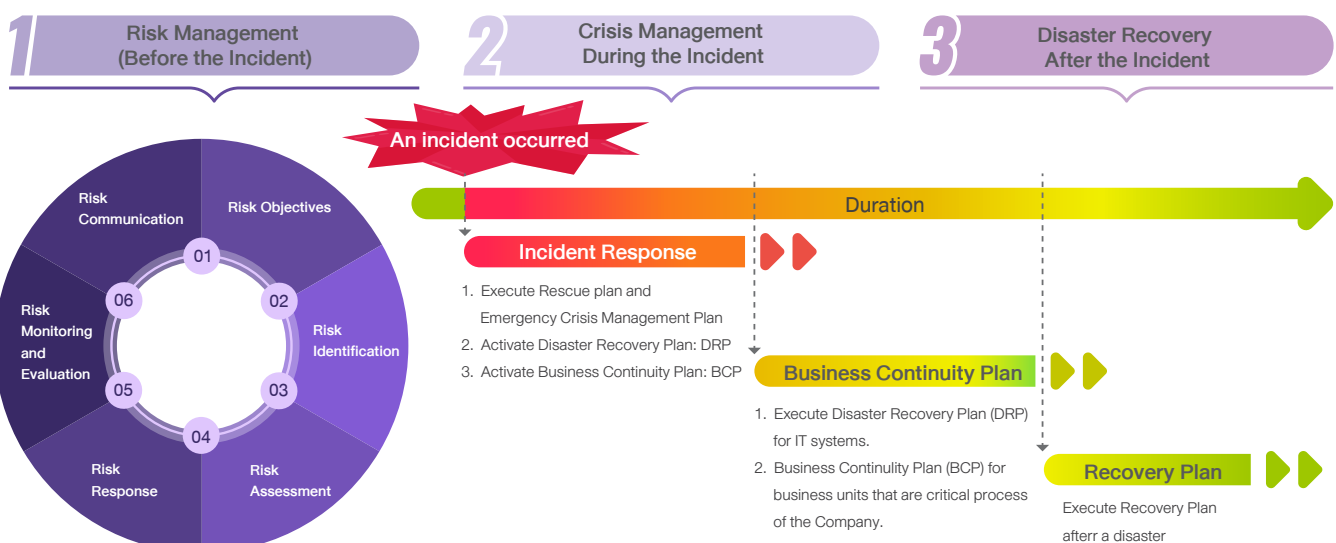 1
Risk Management
(Before the Incident)
2
Crisis Management
During the Incident
3
Disaster Recovery
After the Incident
An incident occurred
Duration
Risk
Communication
Risk Objectives
Risk
Identification
Risk
Assessment
Risk
Response
Risk
Monitoring
and
Evaluation
01
02
03
04
05
06
Incident Response
1. Execute Rescue plan and
Emergency Crisis Management Plan
2. Activate Disaster Recovery Plan: DRP
3. Activate Business Continuity Plan: BCP
Business Continuity Plan
1. Execute Disaster Recovery Plan (DRP)
for IT systems.
2. Business Continulity Plan (BCP) for
business units that are critical process
of the Company.
Recovery Plan
Execute Recovery Plan
afterr a disaster